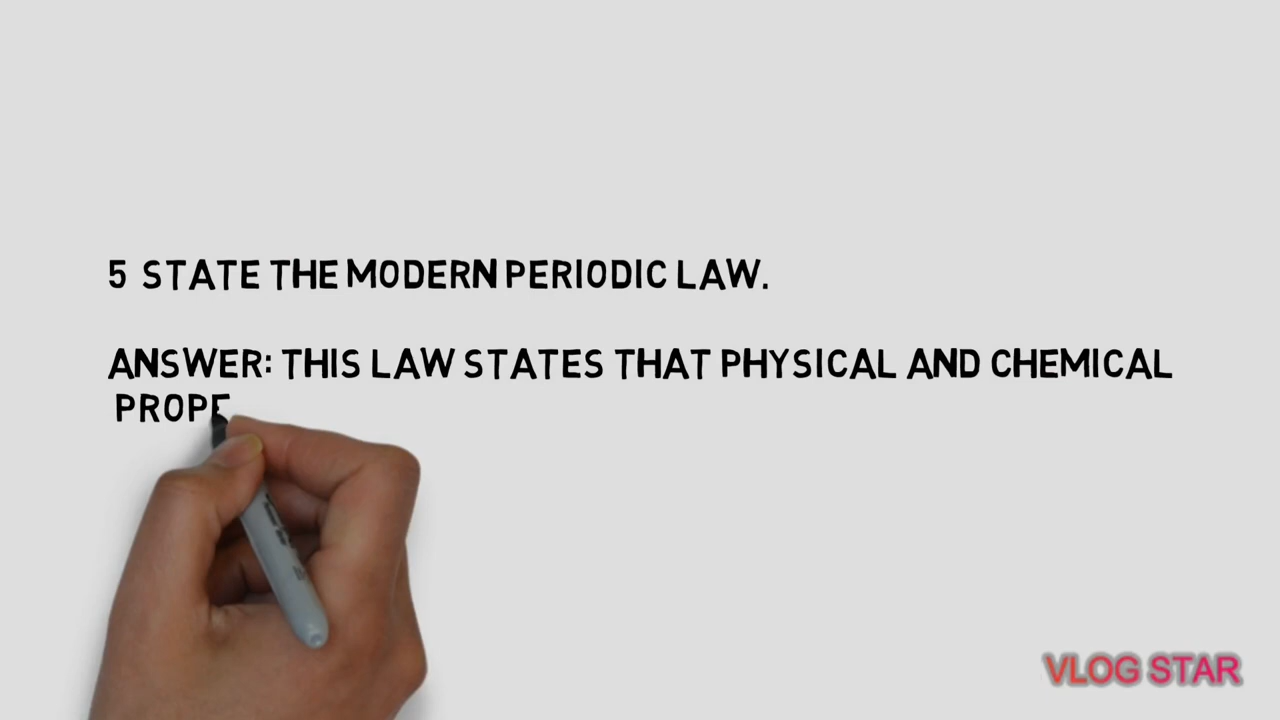 5 STATE THE MODERN PERIODIC LAW.
ANSWER: THIS LAW STATES THAT PHYSICAL AND CHEMICAL
PROPE
VLOG STAR